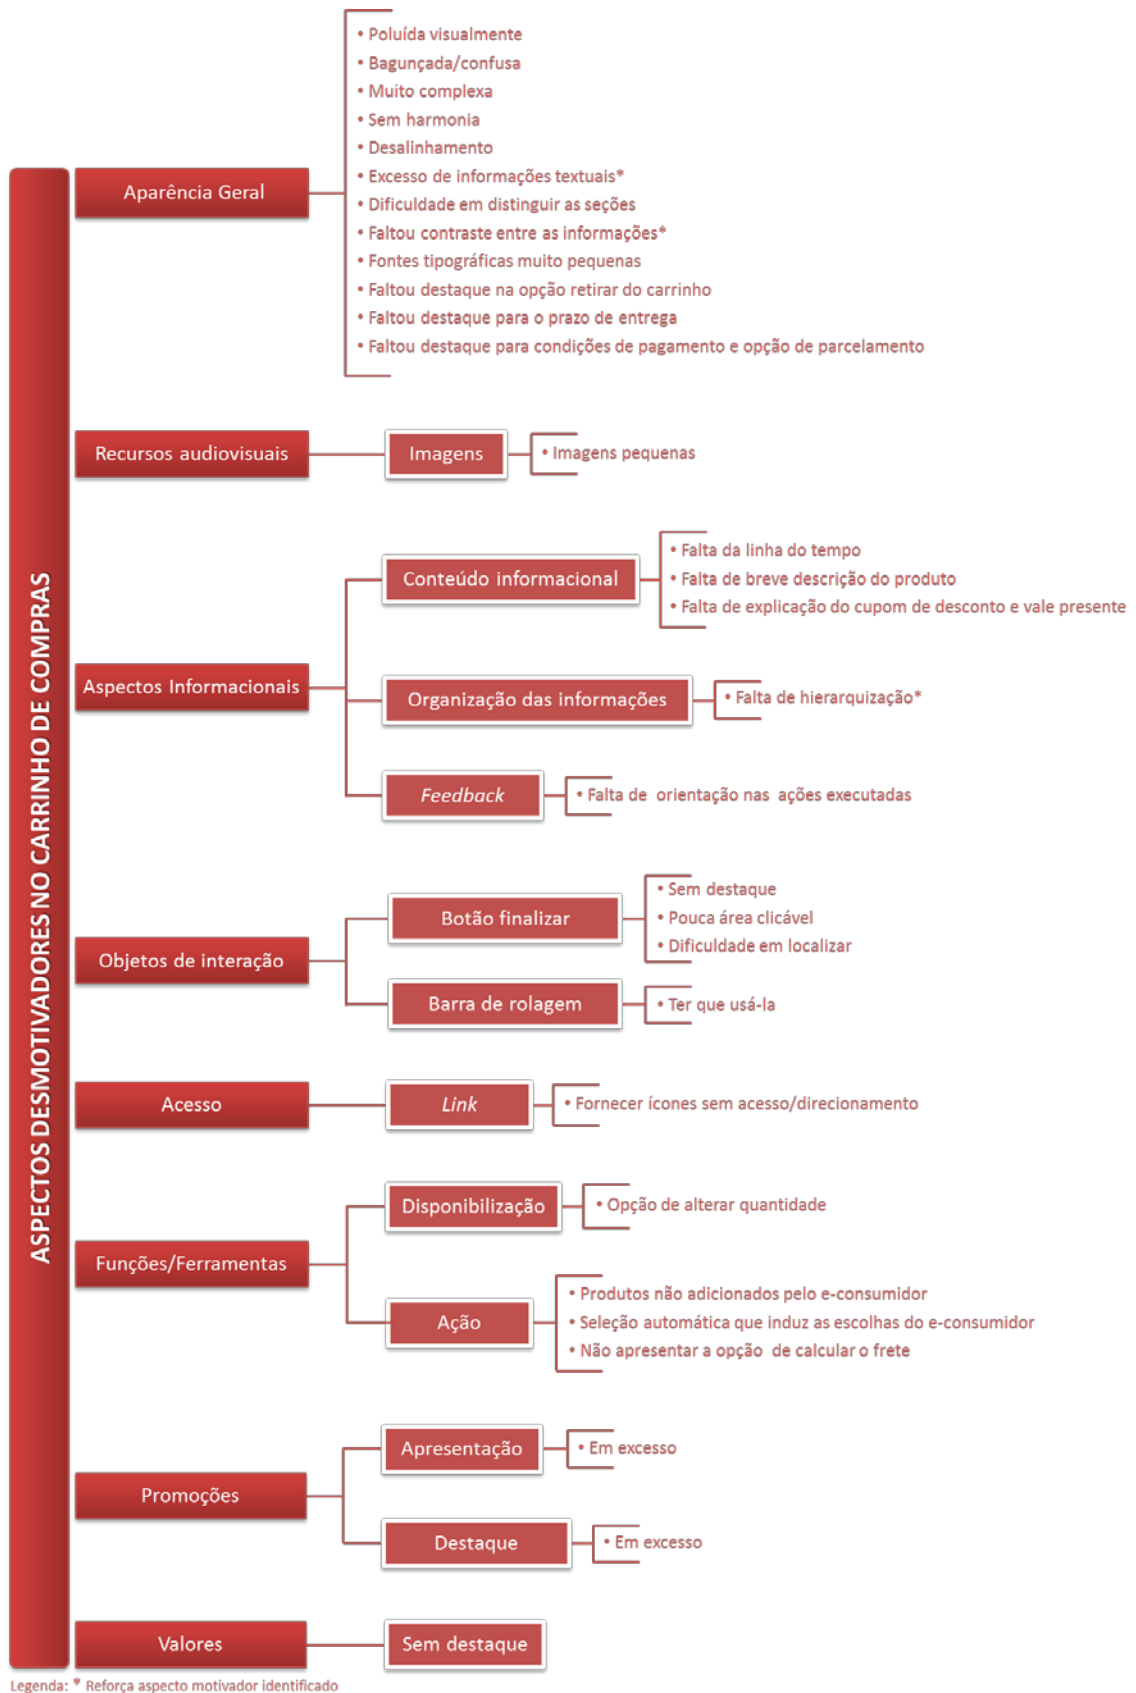 ASPECTOS DESMOTIVADORES NO CARRINHO DE COMPRAS
Aparência Geral
• Poluída visualmente
• Bagunçada/confusa
• Muito complexa
• Sem harmonia
• Desalinhamento
• Excesso de informações textuais*
• Dificuldade em distinguir as seções
• Faltou contraste entre as informações*
• Fontes tipográficas muito pequenas
• Faltou destaque na opção retirar do carrinho
• Faltou destaque para o prazo de entrega
• Faltou destaque para condições de pagamento e opção de parcelamento
Recursos audiovisuais
Imagens
• Imagens pequenas
Aspectos Informacionais
Conteúdo informacional
• Falta da linha do tempo
• Falta de breve descrição do produto
• Falta de explicação do cupom de desconto e vale presente
Organização das informações
• Falta de hierarquização*
Feedback
• Falta de orientação nas ações executadas
Objetos de interação
Botão finalizar
• Sem destaque
• Pouca área clicável
• Dificuldade em localizar
Barra de rolagem
• Ter que usá-la
Acesso
Link
• Fornecer ícones sem acesso/direcionamento
Funções/Ferramentas
Disponibilização
• Opção de alterar quantidade
Ação
• Produtos não adicionados pelo e-consumidor
• Seleção automática que induz as escolhas do e-consumidor
• Não apresentar a opção de calcular o frete
Promoções
Apresentação
• Em excesso
Destaque
• Em excesso
Valores
Sem destaque
Legenda: * Reforça aspecto motivador identificado